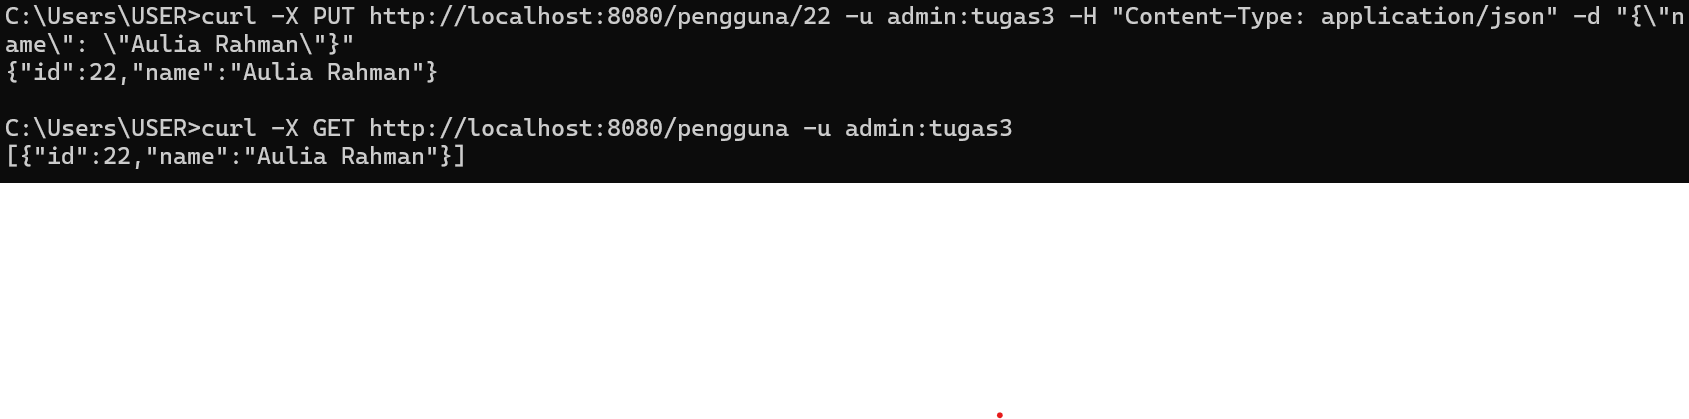 C:\Users\USER>curl -X PUT http://localhost:8080/pengguna/22 -u admin:tugas3 -H "Content-Type: application/json" -d "{\"n
ame\": \"Aulia Rahman\"}"
{"id":22,"name":"Aulia Rahman"}
C:\Users\USER>curl -X GET http://localhost:8080/pengguna -u admin:tugas3
[{"id":22,"name":"Aulia Rahman"}]